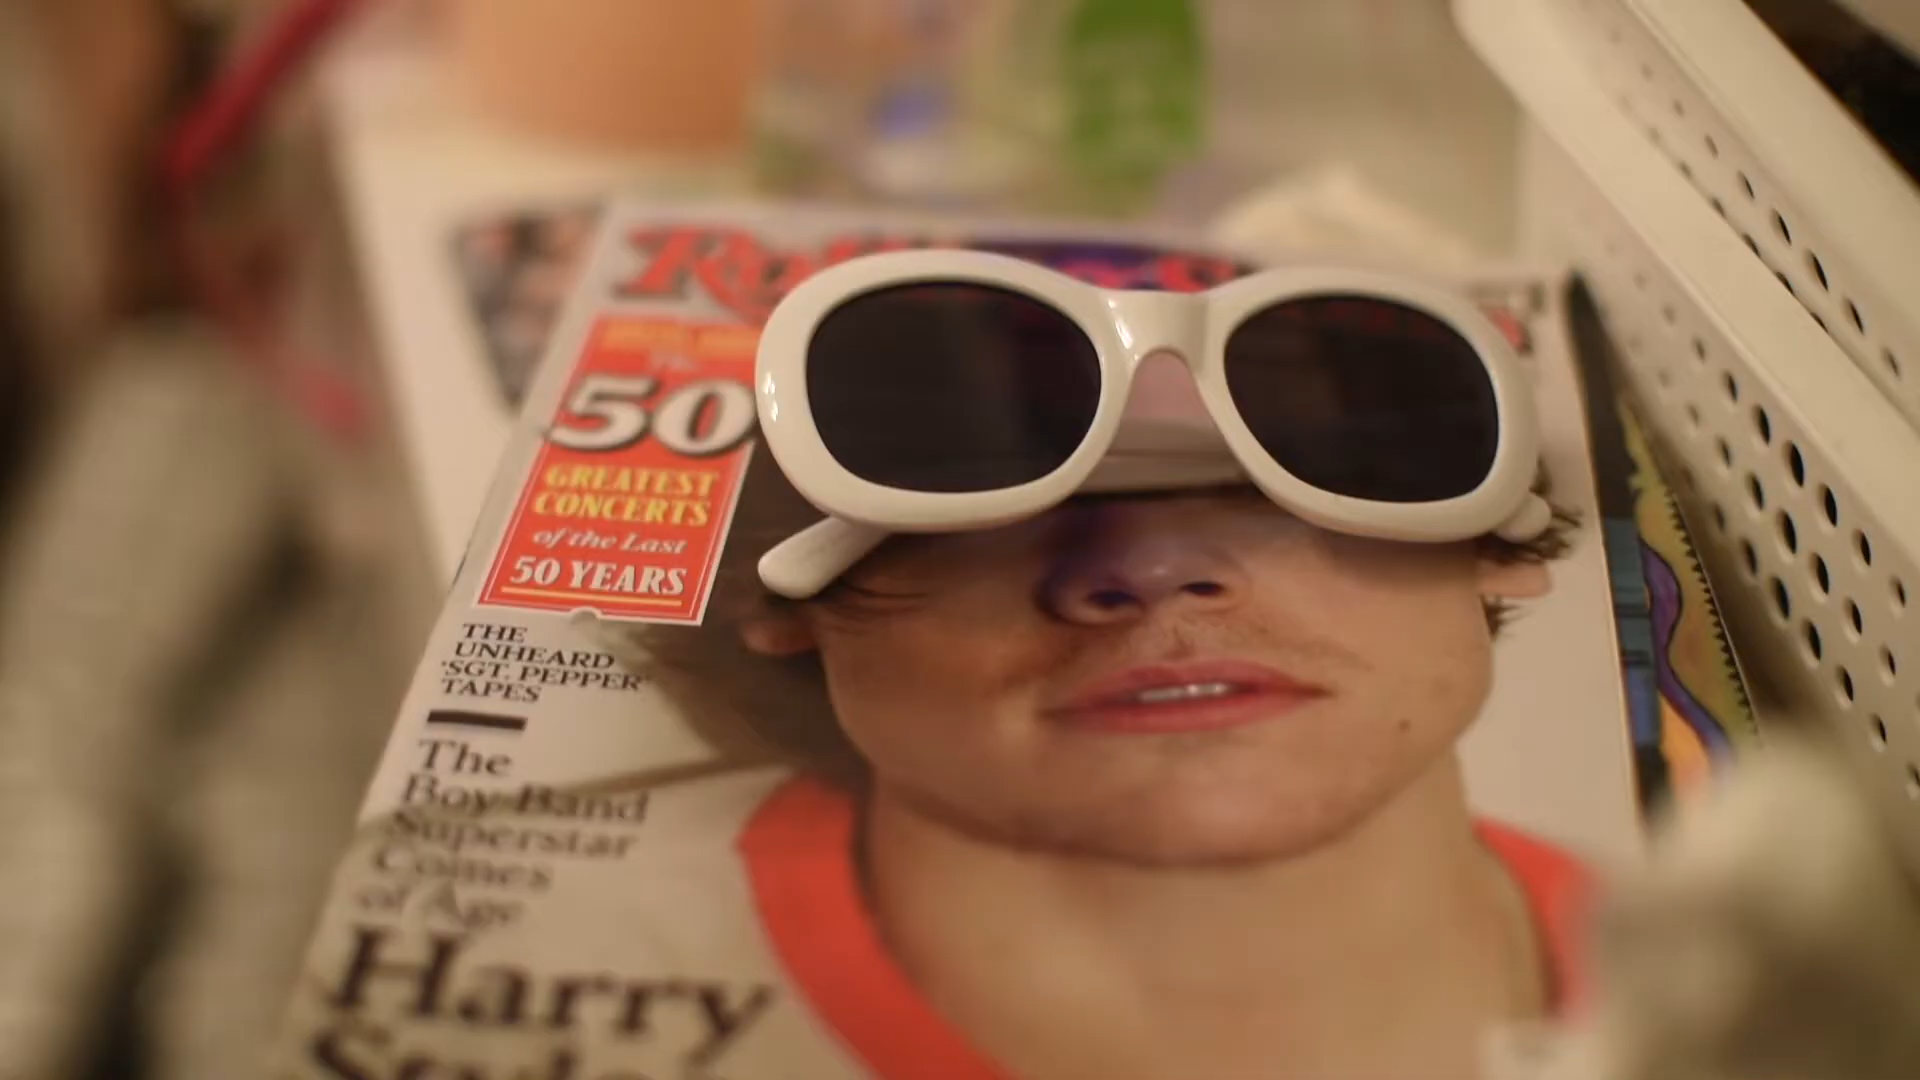 50
GREATEST
CONCERTS
of the Last
50 YEARS
THE
UNHEARD
'SGT. PEPPER'
TAPES
The
Boy Band
Superstar
Comes
of Age
Harry